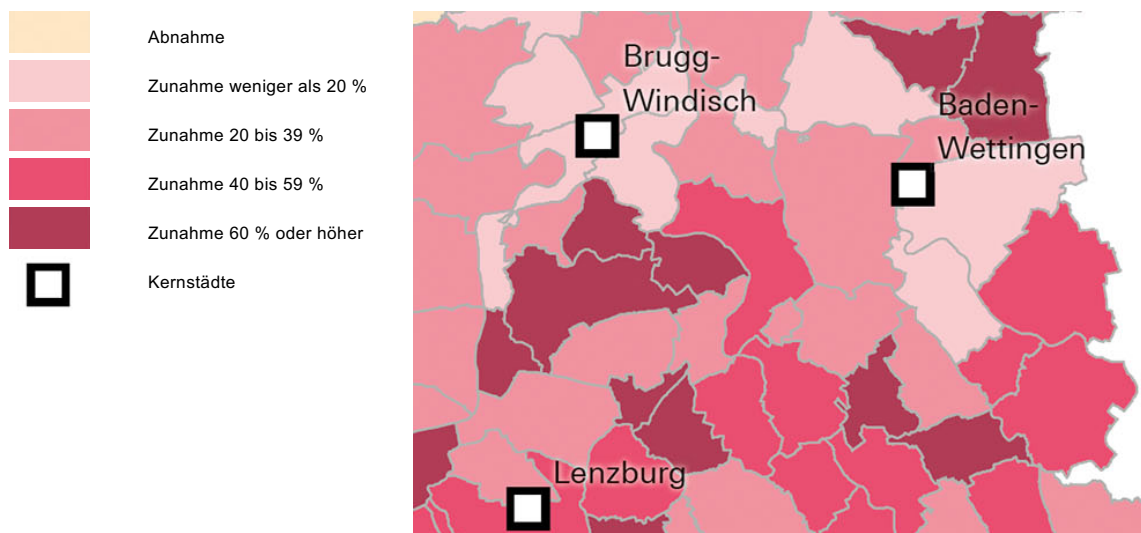 Abnahme
Zunahme weniger als 20 %
Zunahme 20 bis 39 %
Zunahme 40 bis 59 %
Zunahme 60 % oder höher
Kernstädte
Brugg-
Windisch
Baden-
Wettingen
Lenzburg